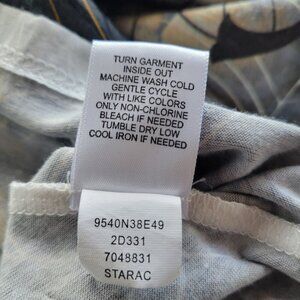 TURN GARMENT
INSIDE OUT
MACHINE WASH COLD
GENTLE CYCLE
WITH LIKE COLORS
ONLY NON-CHLORINE
BLEACH IF NEEDED
TUMBLE DRY LOW
COOL IRON IF NEEDED
9540N38E49
2D331
7048831
STARAC